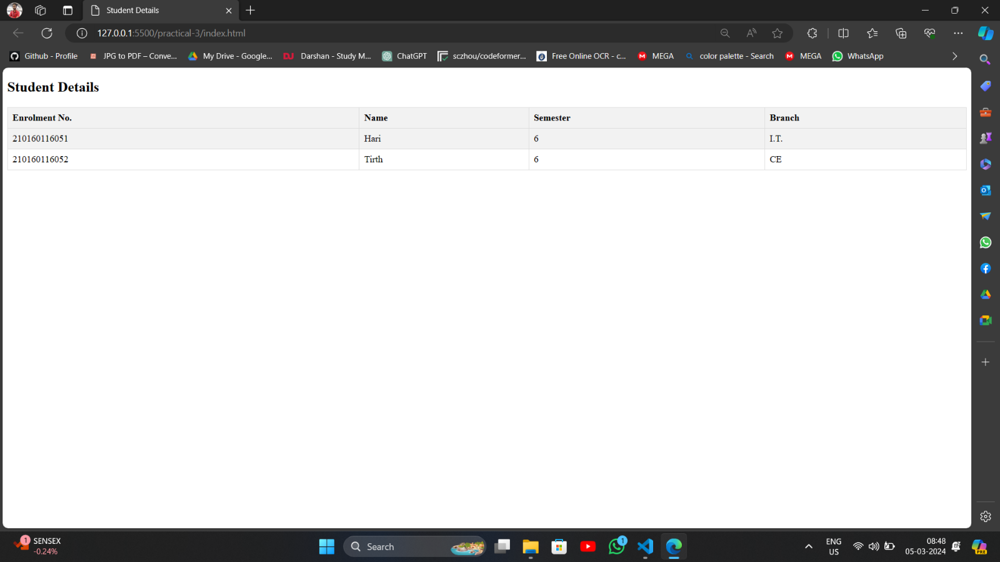 Student Details
127.0.0.1:5500/practical-3/index.html
Github - Profile JPG to PDF – Conve... My Drive - Google... Darshan - Study M... ChatGPT sczhou/codeformer... Free Online OCR - c... MEGA color palette - Search MEGA WhatsApp
Student Details
Enrolment No. Name Semester Branch
210160116051 Hari 6 I.T.
210160116052 Tirth 6 CE
1 SENSEX
-0.24%
Search
1
ENG
US
08:48
05-03-2024
PRE